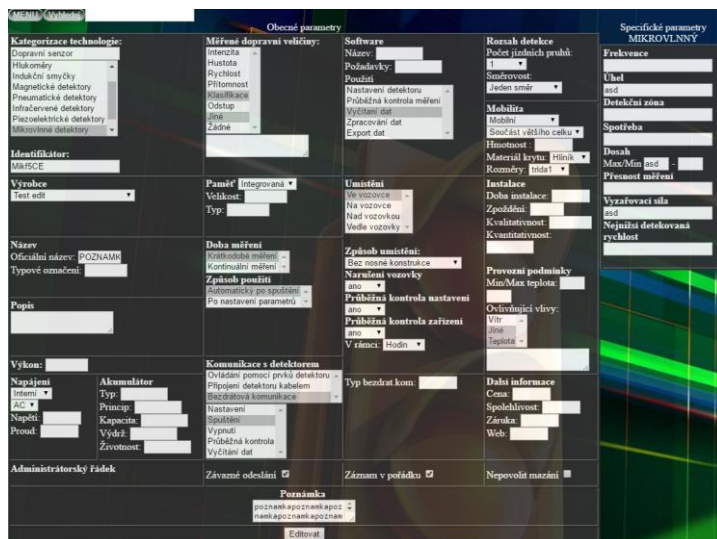 MENU Vyhledej
Obecné parametry
Specifické parametry
MIKROVLNNÝ
Kategorizace technologie:
Dopravní senzor
Hlukoměry
Indukční smyčky
Magnetické detektory
Pneumatické detektory
Infračervené detektory
Piezoelektrické detektory
Mikrovlnné detektory
Identifikátor:
Mikf5CE
Měřené dopravní veličiny:
Intenzita
Hustota
Rychlost
Přítomnost
Klasifikace
Odstup
Jiné
Žádné
Software
Název:
Požadavky:
Použití
Nastavení detektoru
Průběžná kontrola měření
Vyčítaní dat
Zpracování dat
Export dat
Rozsah detekce
Počet jízdních pruhů:
1
Směrovost:
Jeden směr
Mobilita
Mobilní
Součást většího celku
Hmotnost :
Materiál krytu: Hliník
Rozměry: trida1
Frekvence
Úhel
asd
Detekční zóna
Spotřeba
Dosah
Max/Min asd -
Přesnost měření
Vyzařovací síla
asd
Nejnižší detekovaná
rychlost
Výrobce
Test edit
Paměť Integrovaná
Velikost:
Typ:
Umístění
Ve vozovce
Na vozovce
Nad vozovkou
Vedle vozovky
Instalace
Doba instalace:
Zpoždění:
Kvalitativnost:
Kvantitativnost:
Název
Oficiální název: POZNAMK
Typové označení:
Doba měření
Krátkodobé měření
Kontinuální měření
Způsob použití
Automatický po spuštění
Po nastavení parametrů
Způsob umístění:
Bez nosné konstrukce
Narušení vozovky
ano
Průběžná kontrola nastavení
ano
Průběžná kontrola zařízení
ano
V rámci: Hodin
Provozní podmínky
Min/Max teplota:
Ovlivňující vlivy:
Vítr
Jiné
Teplota
Popis
Výkon:
Komunikace s detektorem
Ovládání pomocí prvků detektoru
Připojení detektoru kabelem
Bezdrátová komunikace
Nastavení
Spuštění
Vypnutí
Průběžná kontrola
Vyčítání dat
Napájení
Interní
AC
Napětí:
Proud:
Akumulátor
Typ:
Princip:
Kapacita:
Výdrž:
Životnost:
Typ bezdrat.kom:
Další informace
Cena:
Spolehlivost:
Záruka:
Web:
Administrátorský řádek
Závazné odeslání
Záznam v pořádku
Nepovolit mazání
Poznámka
poznamkapoznamkapoz
namkapoznamkapoznam
Editovat